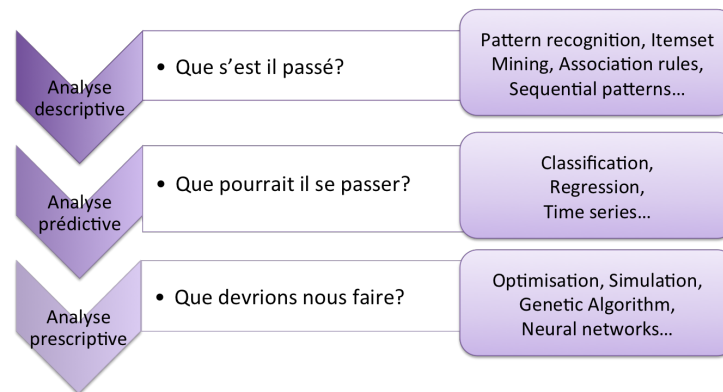 Analyse
descriptive
• Que s’est il passé?
Pattern recognition, Itemset
Mining, Association rules,
Sequential patterns…
Analyse
prédictive
• Que pourrait il se passer?
Classification,
Regression,
Time series…
Analyse
prescriptive
• Que devrions nous faire?
Optimisation, Simulation,
Genetic Algorithm,
Neural networks…